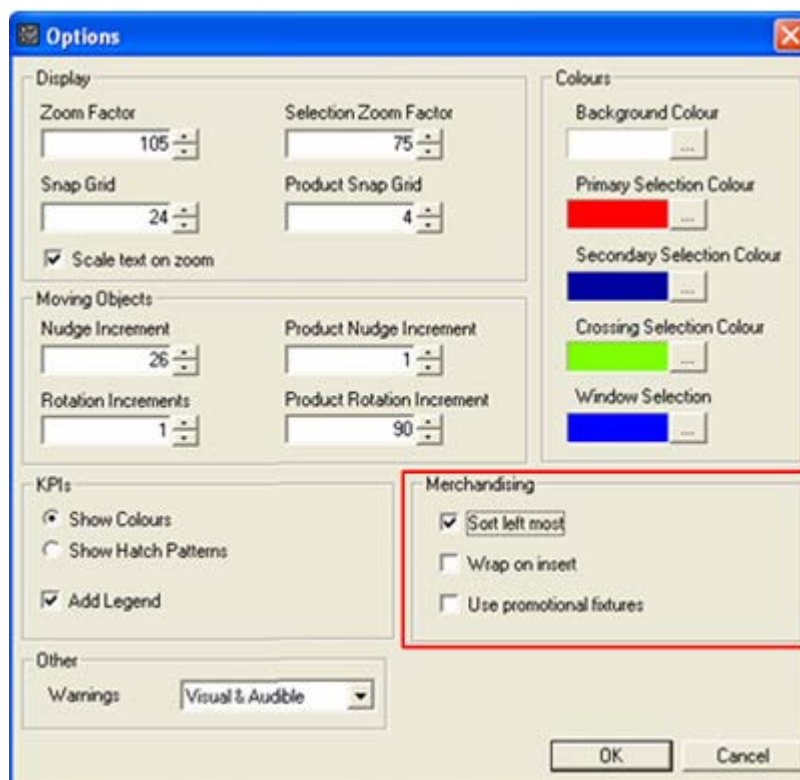 Options
Display
Zoom Factor
105
Selection Zoom Factor
75
Snap Grid
24
Product Snap Grid
4
Scale text on zoom
Moving Objects
Nudge Increment
26
Product Nudge Increment
1
Rotation Increments
1
Product Rotation Increment
90
Colours
Background Colour
...
Primary Selection Colour
...
Secondary Selection Colour
...
Crossing Selection Colour
...
Window Selection
...
KPIs
Show Colours
Show Hatch Patterns
Add Legend
Merchandising
Sort left most
Wrap on insert
Use promotional fixtures
Other
Warnings
Visual & Audible
OK
Cancel